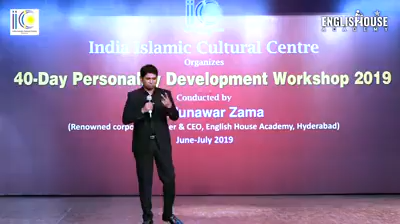 ENGLISH HOUSE
ACADEMY
India Islamic Cultural Centre
Organizes
40-Day Personality Development Workshop 2019
Conducted by
Zama
(Renowned & CEO, English House Academy, Hyderabad)
June-July 2019